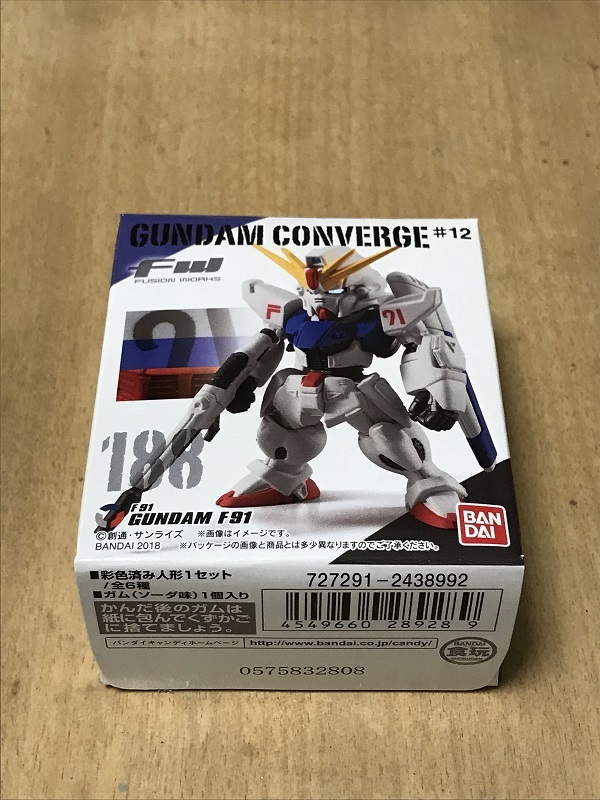 GUNDAM CONVERGE #12
FW
FUSION WORKS
F
91
188
F91
GUNDAM F91
©創通・サンライズ ※画像はイメージです。
BANDAI 2018 ※パッケージの画像と商品とは多少異なりますのでご了承ください。
BAN
DAI
■彩色済み人形1セット
/全6種
■ガム(ソーダ味)1個入り
かんだ後のガムは
紙に包んでくずかご
に捨てましょう。
727291-2438992
4549660 289289
バンダイキャンディホームページ http://www.bandai.co.jp/candy/
BANDAI
食玩
0575832808